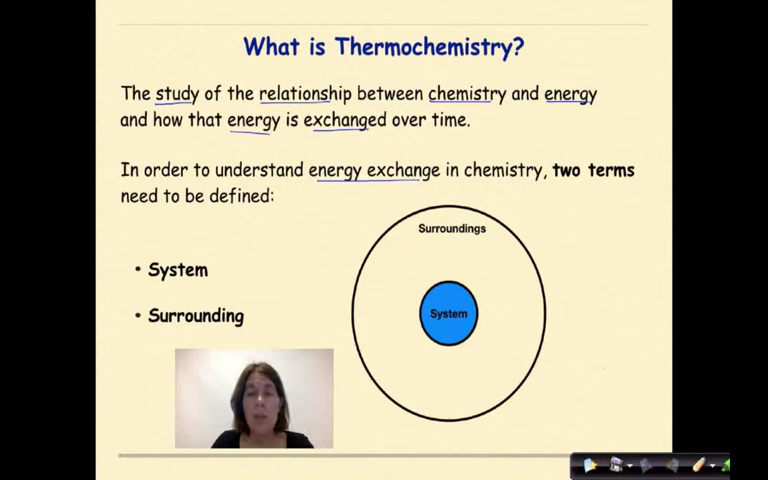 What is Thermochemistry?
The study of the relationship between chemistry and energy
and how that energy is exchanged over time.
In order to understand energy exchange in chemistry, two terms
need to be defined:
• System
• Surrounding
Surroundings
System